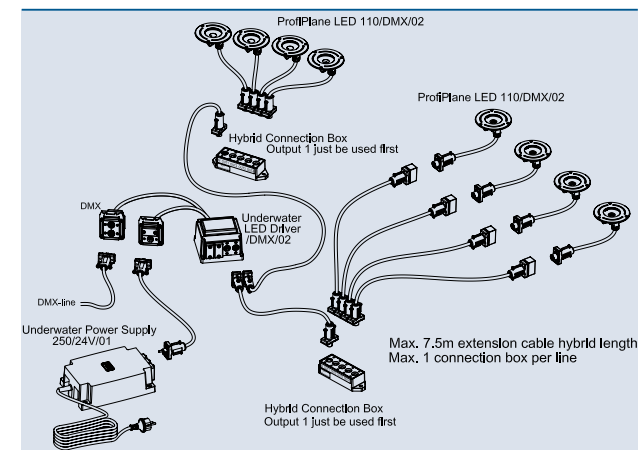 ProfiPlane LED 110/DMX/02
ProfiPlane LED 110/DMX/02
Hybrid Connection Box
Output 1 just be used first
DMX
Underwater
LED Driver
/DMX/02
DMX-line
Underwater Power Supply
250/24V/01
Max. 7.5m extension cable hybrid length
Max. 1 connection box per line
Hybrid Connection Box
Output 1 just be used first